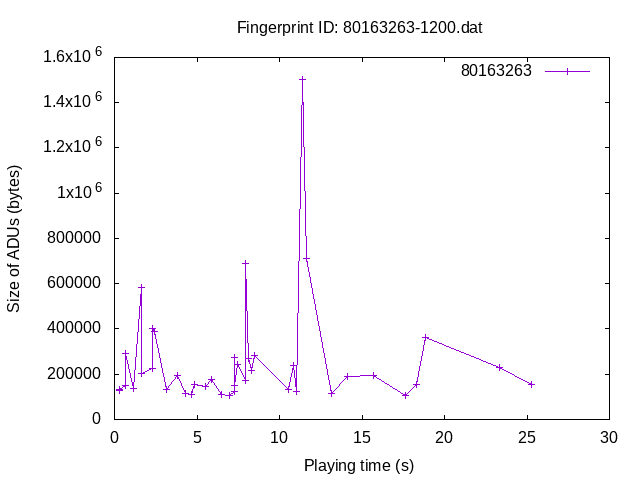 Fingerprint ID: 80163263-1200.dat
80163263
1.6x10 6
1.4x10 6
1.2x10 6
1x10 6
800000
600000
400000
200000
0
Size of ADUs (bytes)
0 5 10 15 20 25 30
Playing time (s)